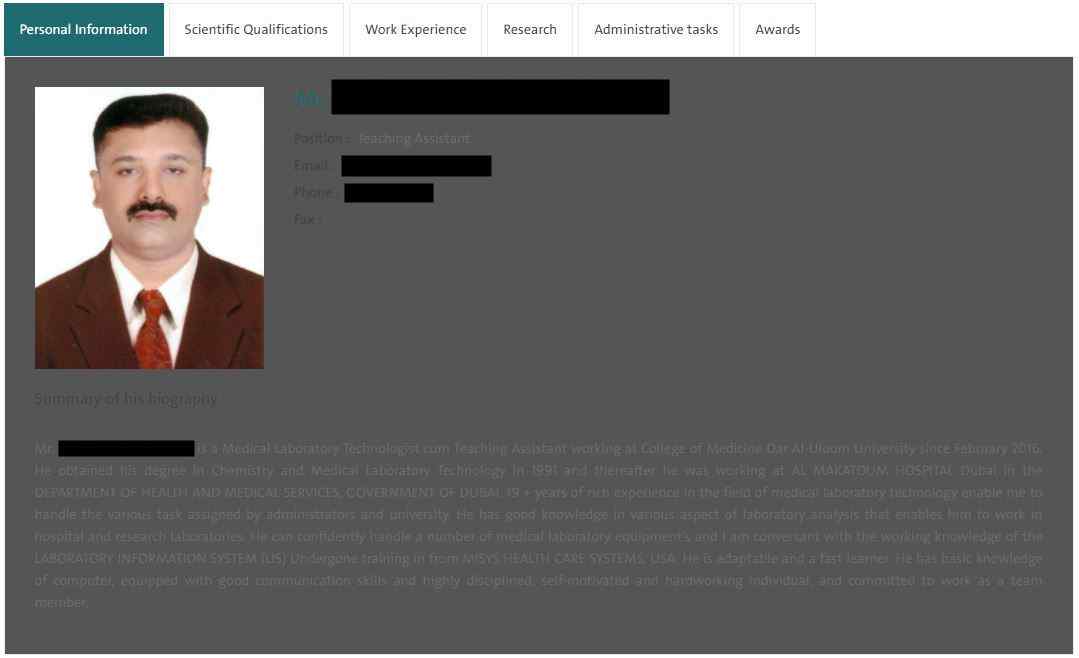 Personal Information
Scientific Qualifications
Work Experience
Research
Administrative tasks
Awards
Mr.
Position : Teaching Assistant
Email :
Phone :
Fax :
Summary of his biography
Mr. is a Medical Laboratory Technologist cum Teaching Assistant working at College of Medicine Dar Al-Uloum University since February 2016.
He obtained his degree in Chemistry and Medical Laboratory Technology in 1991 and thereafter he was working at AL MAKATOUM HOSPITAL Dubai in the
DEPARTMENT OF HEALTH AND MEDICAL SERVICES, GOVERNMENT OF DUBAI. 19 + years of rich experience in the field of medical laboratory technology enable me to
handle the various task assigned by administrators and university. He has good knowledge in various aspect of laboratory analysis that enables him to work in
hospital and research laboratories. He can confidently handle a number of medical laboratory equipment's and I am conversant with the working knowledge of the
LABORATORY INFORMATION SYSTEM (LIS) Undergone training in from MISYS HEALTH CARE SYSTEMS, USA. He is adaptable and a fast learner. He has basic knowledge
of computer, equipped with good communication skills and highly disciplined, self-motivated and hardworking individual, and committed to work as a team
member.